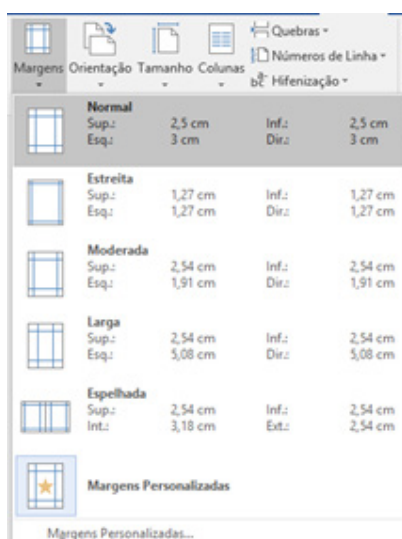 Margens Orientação Tamanho Colunas
Quebras
Números de Linha
Hifenização
Normal
Sup.: 2,5 cm Inf.: 2,5 cm
Esq.: 3 cm Dir.: 3 cm
Estreita
Sup.: 1,27 cm Inf.: 1,27 cm
Esq.: 1,27 cm Dir.: 1,27 cm
Moderada
Sup.: 2,54 cm Inf.: 2,54 cm
Esq.: 1,91 cm Dir.: 1,91 cm
Larga
Sup.: 2,54 cm Inf.: 2,54 cm
Esq.: 5,08 cm Dir.: 5,08 cm
Espelhada
Sup.: 2,54 cm Inf.: 2,54 cm
Int.: 3,18 cm Ext.: 2,54 cm
Margens Personalizadas
Margens Personalizadas...